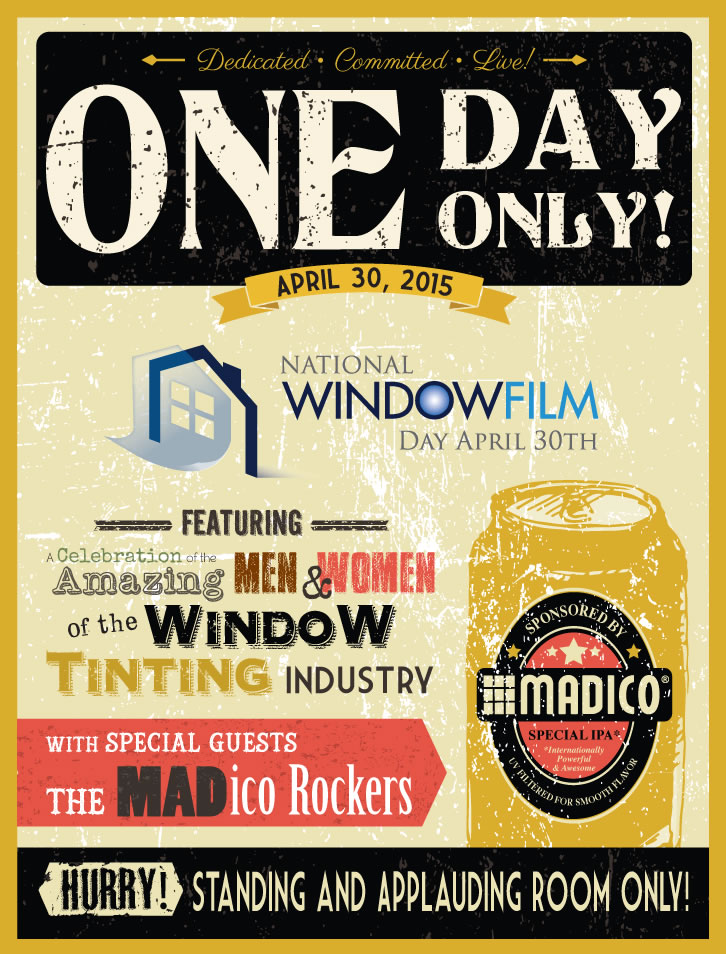 Dedicated • Committed • Live!
ONE DAY
ONLY!
APRIL 30, 2015
NATIONAL
WINDOWFILM
DAY APRIL 30TH
FEATURING
A Celebration of the
Amazing MEN & WOMEN
of the WINDOW
TINTING INDUSTRY
WITH SPECIAL GUESTS
THE MADico Rockers
SPONSORED BY
MADICO®
SPECIAL IPA*
*Internationally
Powerful
& Awesome
UV FILTERED FOR SMOOTH FLAVOR
HURRY! STANDING AND APPLAUDING ROOM ONLY!